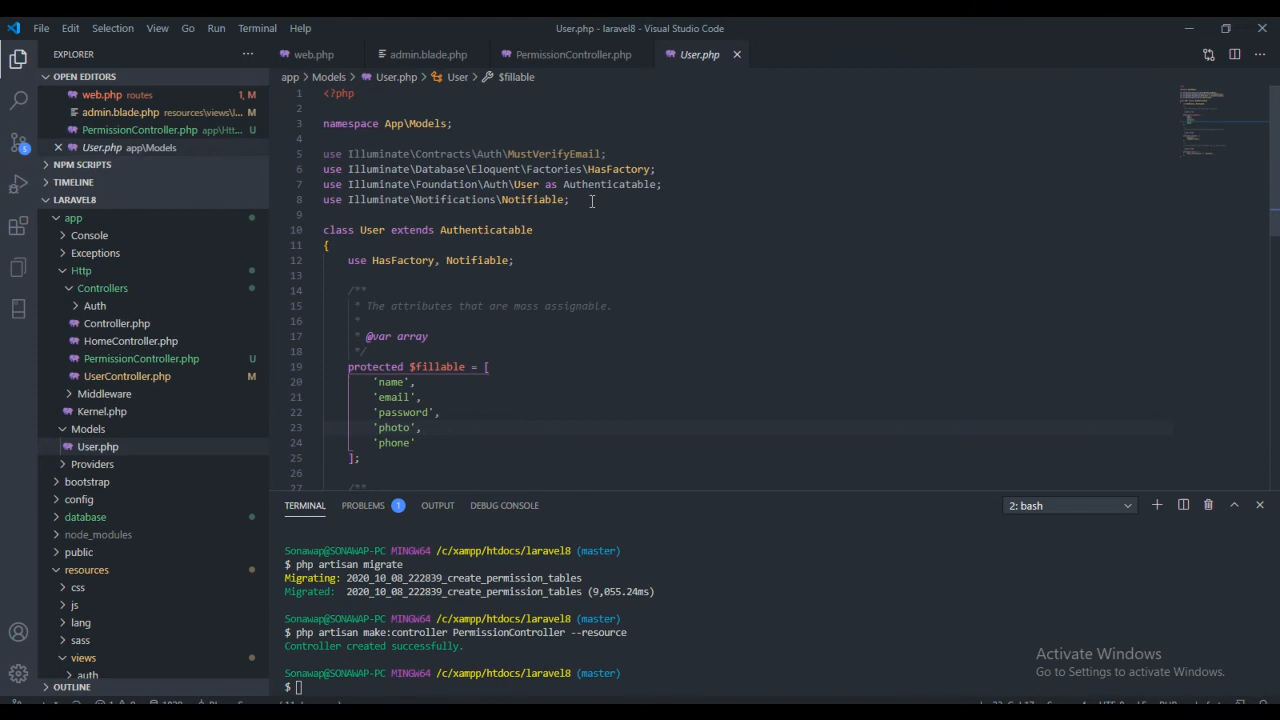 File Edit Selection View Go Run Terminal Help User.php - laravel8 - Visual Studio Code
EXPLORER
OPEN EDITORS
web.php routes 1, M
admin.blade.php resources\views\l... M
PermissionController.php app\Htt... U
User.php app\Models
NPM SCRIPTS
TIMELINE
LARAVEL8
app
Console
Exceptions
Http
Controllers
Auth
Controller.php
HomeController.php
PermissionController.php U
UserController.php M
Middleware
Kernel.php
Models
User.php
Providers
bootstrap
config
database
node_modules
public
resources
css
js
lang
sass
views
auth
OUTLINE
5
web.php admin.blade.php PermissionController.php User.php
app > Models > User.php > User > $fillable
1 <?php
2
3 namespace App\Models;
4
5 use Illuminate\Contracts\Auth\MustVerifyEmail;
6 use Illuminate\Database\Eloquent\Factories\HasFactory;
7 use Illuminate\Foundation\Auth\User as Authenticatable;
8 use Illuminate\Notifications\Notifiable;
9
10 class User extends Authenticatable
11 {
12 use HasFactory, Notifiable;
13
14 /**
15 * The attributes that are mass assignable.
16 *
17 * @var array
18 */
19 protected $fillable = [
20 'name',
21 'email',
22 'password',
23 'photo',
24 'phone'
25 ];
26
27 /**
TERMINAL PROBLEMS 1 OUTPUT DEBUG CONSOLE 2: bash
Sonawap@SONAWAP-PC MINGW64 /c/xampp/htdocs/laravel8 (master)
$ php artisan migrate
Migrating: 2020_10_08_222839_create_permission_tables
Migrated: 2020_10_08_222839_create_permission_tables (9,055.24ms)
Sonawap@SONAWAP-PC MINGW64 /c/xampp/htdocs/laravel8 (master)
$ php artisan make:controller PermissionController --resource
Controller created successfully.
Sonawap@SONAWAP-PC MINGW64 /c/xampp/htdocs/laravel8 (master)
$
Activate Windows
Go to Settings to activate Windows.